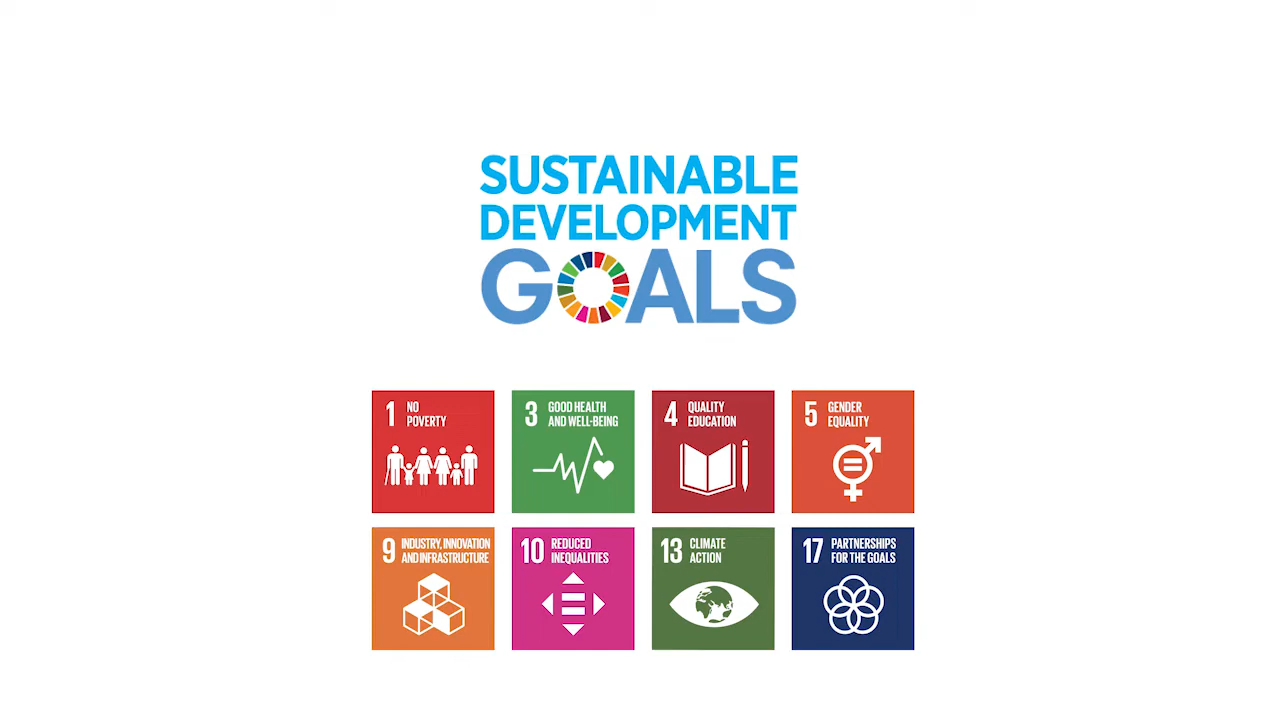 SUSTAINABLE
DEVELOPMENT
GOALS
1 NO
POVERTY
3 GOOD HEALTH
AND WELL-BEING
4 QUALITY
EDUCATION
5 GENDER
EQUALITY
9 INDUSTRY, INNOVATION
AND INFRASTRUCTURE
10 REDUCED
INEQUALITIES
13 CLIMATE
ACTION
17 PARTNERSHIPS
FOR THE GOALS